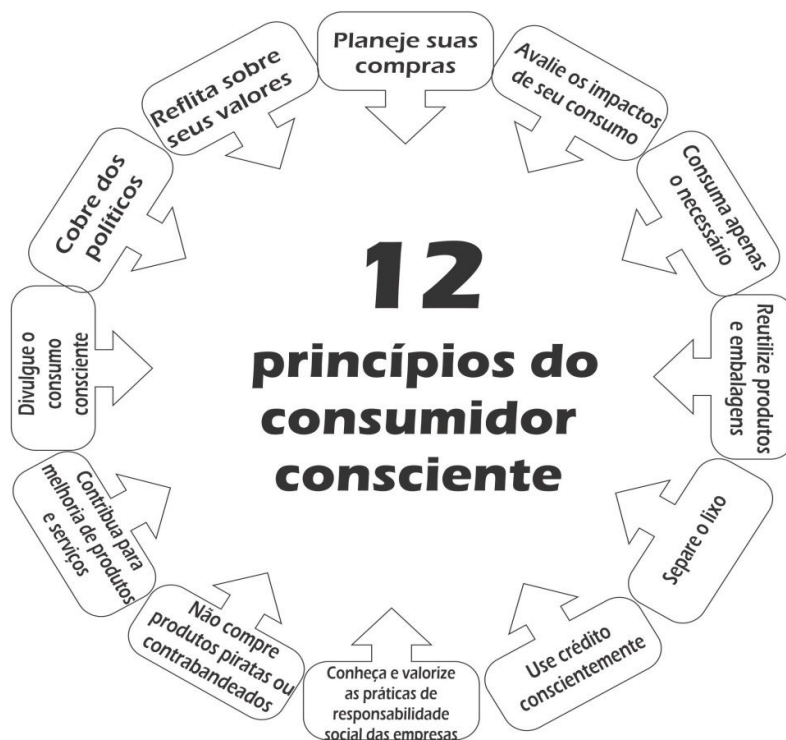 Planeje suas
compras
Avalie os impactos
de seu consumo
Consuma apenas
o necessário
Reutilize produtos
e embalagens
Separe o lixo
Use crédito
conscientemente
Conheça e valorize
as práticas de
responsabilidade
social das empresas
Não compre
produtos piratas ou
contrabandeados
Contribua para
melhoria de produtos
e serviços
Divulgue o
consumo
consciente
Cobre dos
políticos
Reflita sobre
seus valores
12
princípios do
consumidor
consciente